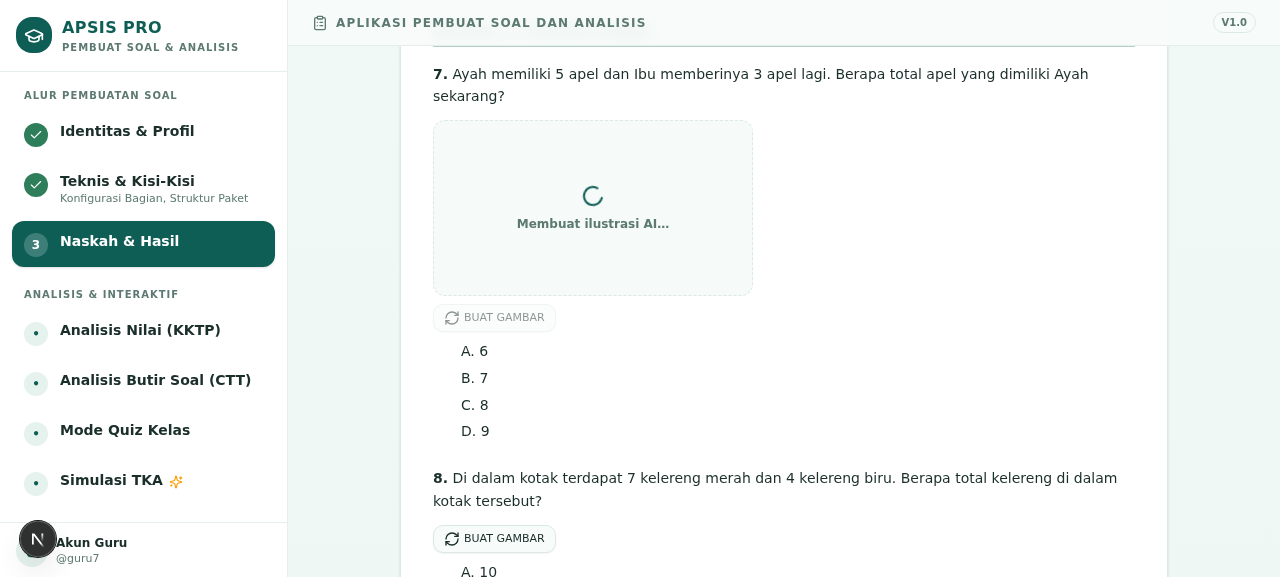 APSIS PRO
PEMBUAT SOAL & ANALISIS
ALUR PEMBUATAN SOAL
Identitas & Profil
Teknis & Kisi-Kisi
Konfigurasi Bagian, Struktur Paket
3
Naskah & Hasil
ANALISIS & INTERAKTIF
Analisis Nilai (KKTP)
Analisis Butir Soal (CTT)
Mode Quiz Kelas
Simulasi TKA
N
Akun Guru
@guru7
APLIKASI PEMBUAT SOAL DAN ANALISIS
V1.0
7. Ayah memiliki 5 apel dan Ibu memberinya 3 apel lagi. Berapa total apel yang dimiliki Ayah
sekarang?
Membuat ilustrasi AI...
BUAT GAMBAR
A. 6
B. 7
C. 8
D. 9
8. Di dalam kotak terdapat 7 kelereng merah dan 4 kelereng biru. Berapa total kelereng di dalam
kotak tersebut?
BUAT GAMBAR
A. 10